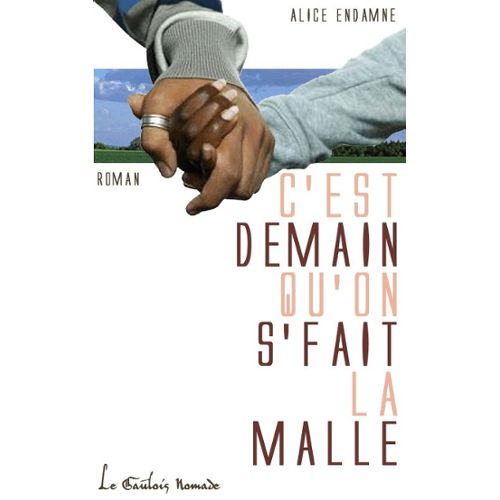 ALICE ENDAMNE
ROMAN
C'EST
DEMAIN
QU'ON
S'FAIT
LA
MALLE
Le Gaulois Nomade